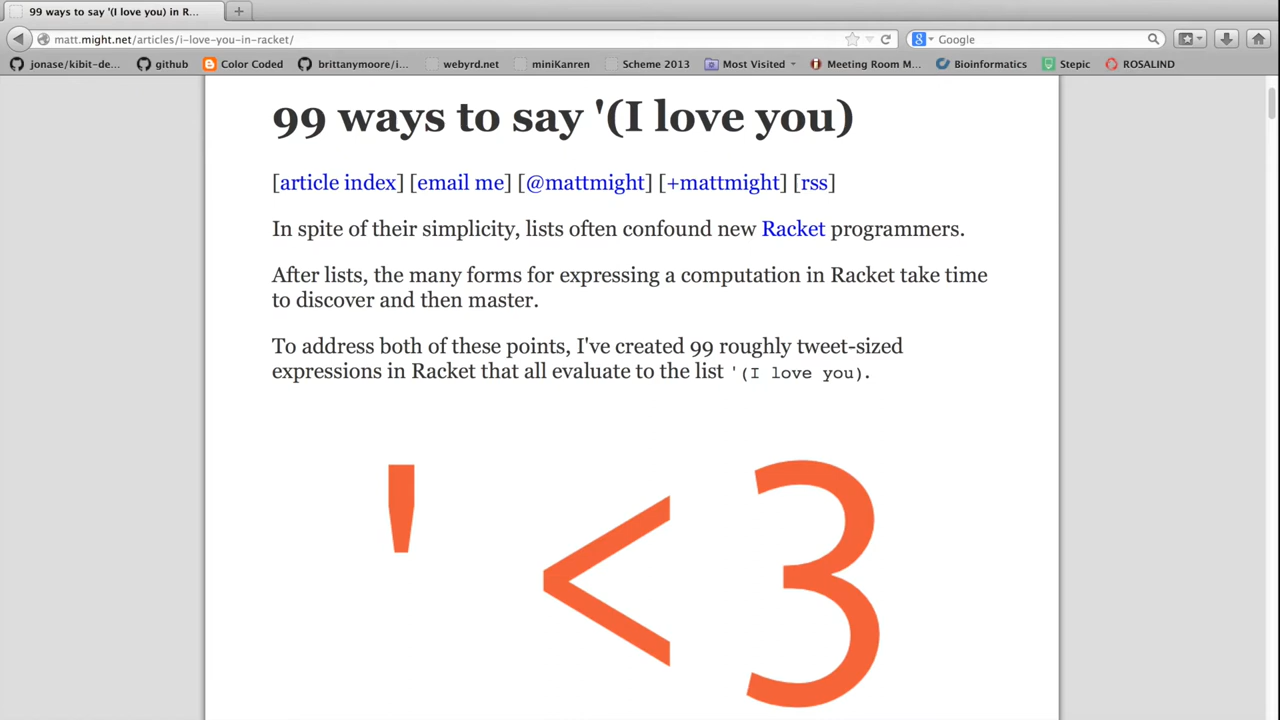 99 ways to say '(I love you) in R...
matt.might.net/articles/i-love-you-in-racket/
Google
jonase/kibit-de...
github
Color Coded
brittanymoore/i...
webyrd.net
miniKanren
Scheme 2013
Most Visited
Meeting Room M...
Bioinformatics
Stepic
ROSALIND
99 ways to say '(I love you)
[article index] [email me] [@mattmight] [+mattmight] [rss]
In spite of their simplicity, lists often confound new Racket programmers.
After lists, the many forms for expressing a computation in Racket take time
to discover and then master.
To address both of these points, I've created 99 roughly tweet-sized
expressions in Racket that all evaluate to the list '(I love you).
' <3